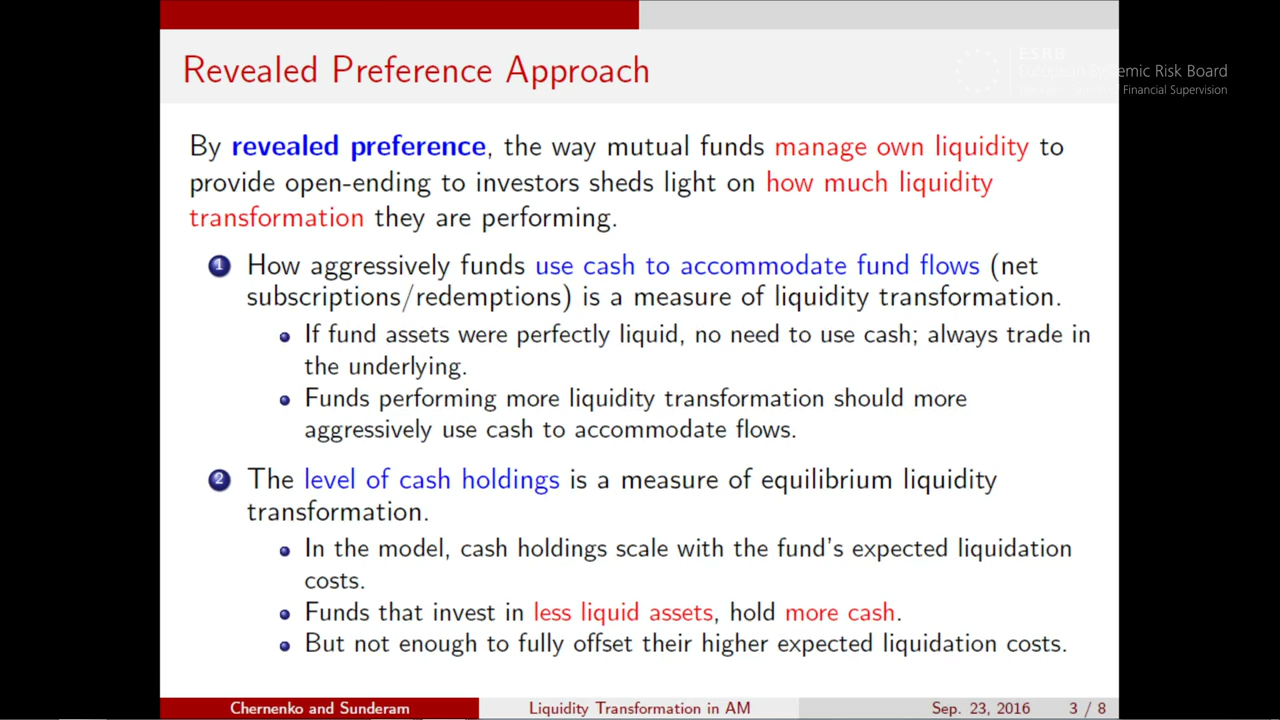 Revealed Preference Approach
ESRB
European Systemic Risk Board
Financial Supervision
By revealed preference, the way mutual funds manage own liquidity to
provide open-ending to investors sheds light on how much liquidity
transformation they are performing.
1 How aggressively funds use cash to accommodate fund flows (net
subscriptions/redemptions) is a measure of liquidity transformation.
If fund assets were perfectly liquid, no need to use cash; always trade in
the underlying.
Funds performing more liquidity transformation should more
aggressively use cash to accommodate flows.
2 The level of cash holdings is a measure of equilibrium liquidity
transformation.
In the model, cash holdings scale with the fund's expected liquidation
costs.
Funds that invest in less liquid assets, hold more cash.
But not enough to fully offset their higher expected liquidation costs.
Chernenko and Sunderam Liquidity Transformation in AM Sep. 23, 2016 3 / 8